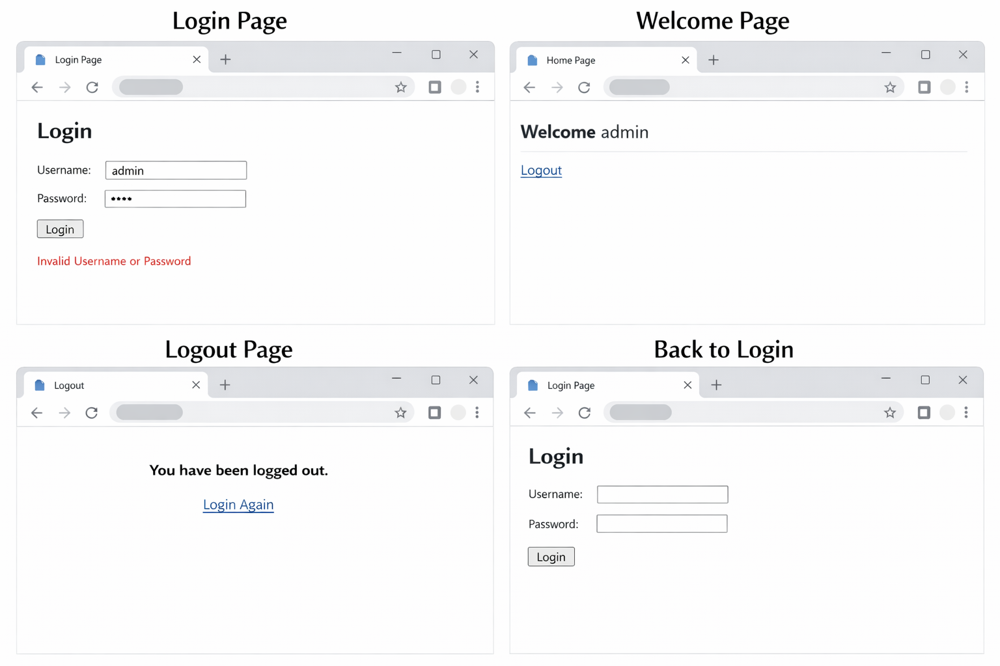 Login Page
Login Page
Login
Username: admin
Password: ••••
Login
Invalid Username or Password
Welcome Page
Home Page
Welcome admin
Logout
Logout Page
Logout
You have been logged out.
Login Again
Back to Login
Login Page
Login
Username:
Password:
Login